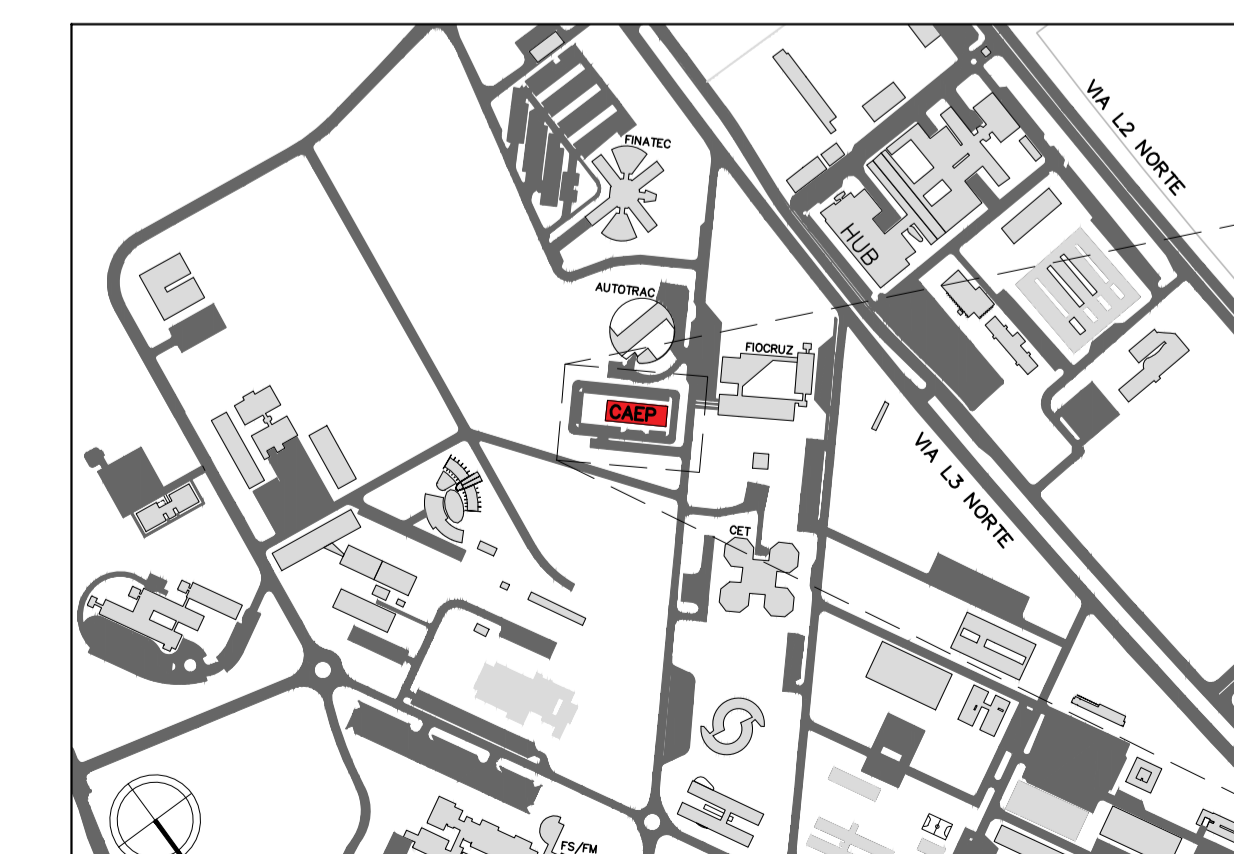 VIA L2 NORTE
FINATEC
HUB
AUTOTRAC
FIOCRUZ
CAEP
VIA L3 NORTE
CET
FS/FM